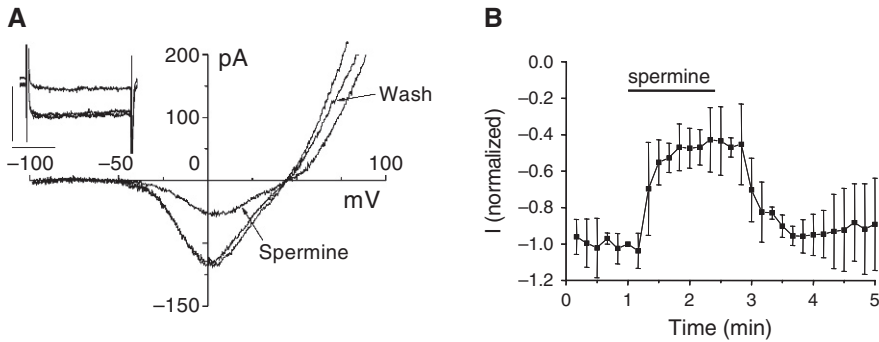 A
200
pA
100
Wash
−100
−50
0
100
mV
Spermine
−150
B
0.0
spermine
−0.2
−0.4
−0.6
−0.8
−1.0
−1.2
I (normalized)
0
1
2
3
4
5
Time (min)